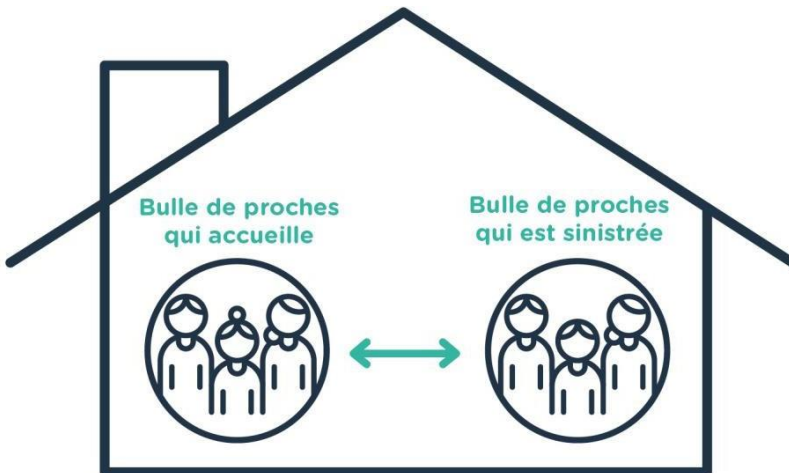 Bulle de proches
qui accueille
Bulle de proches
qui est sinistrée